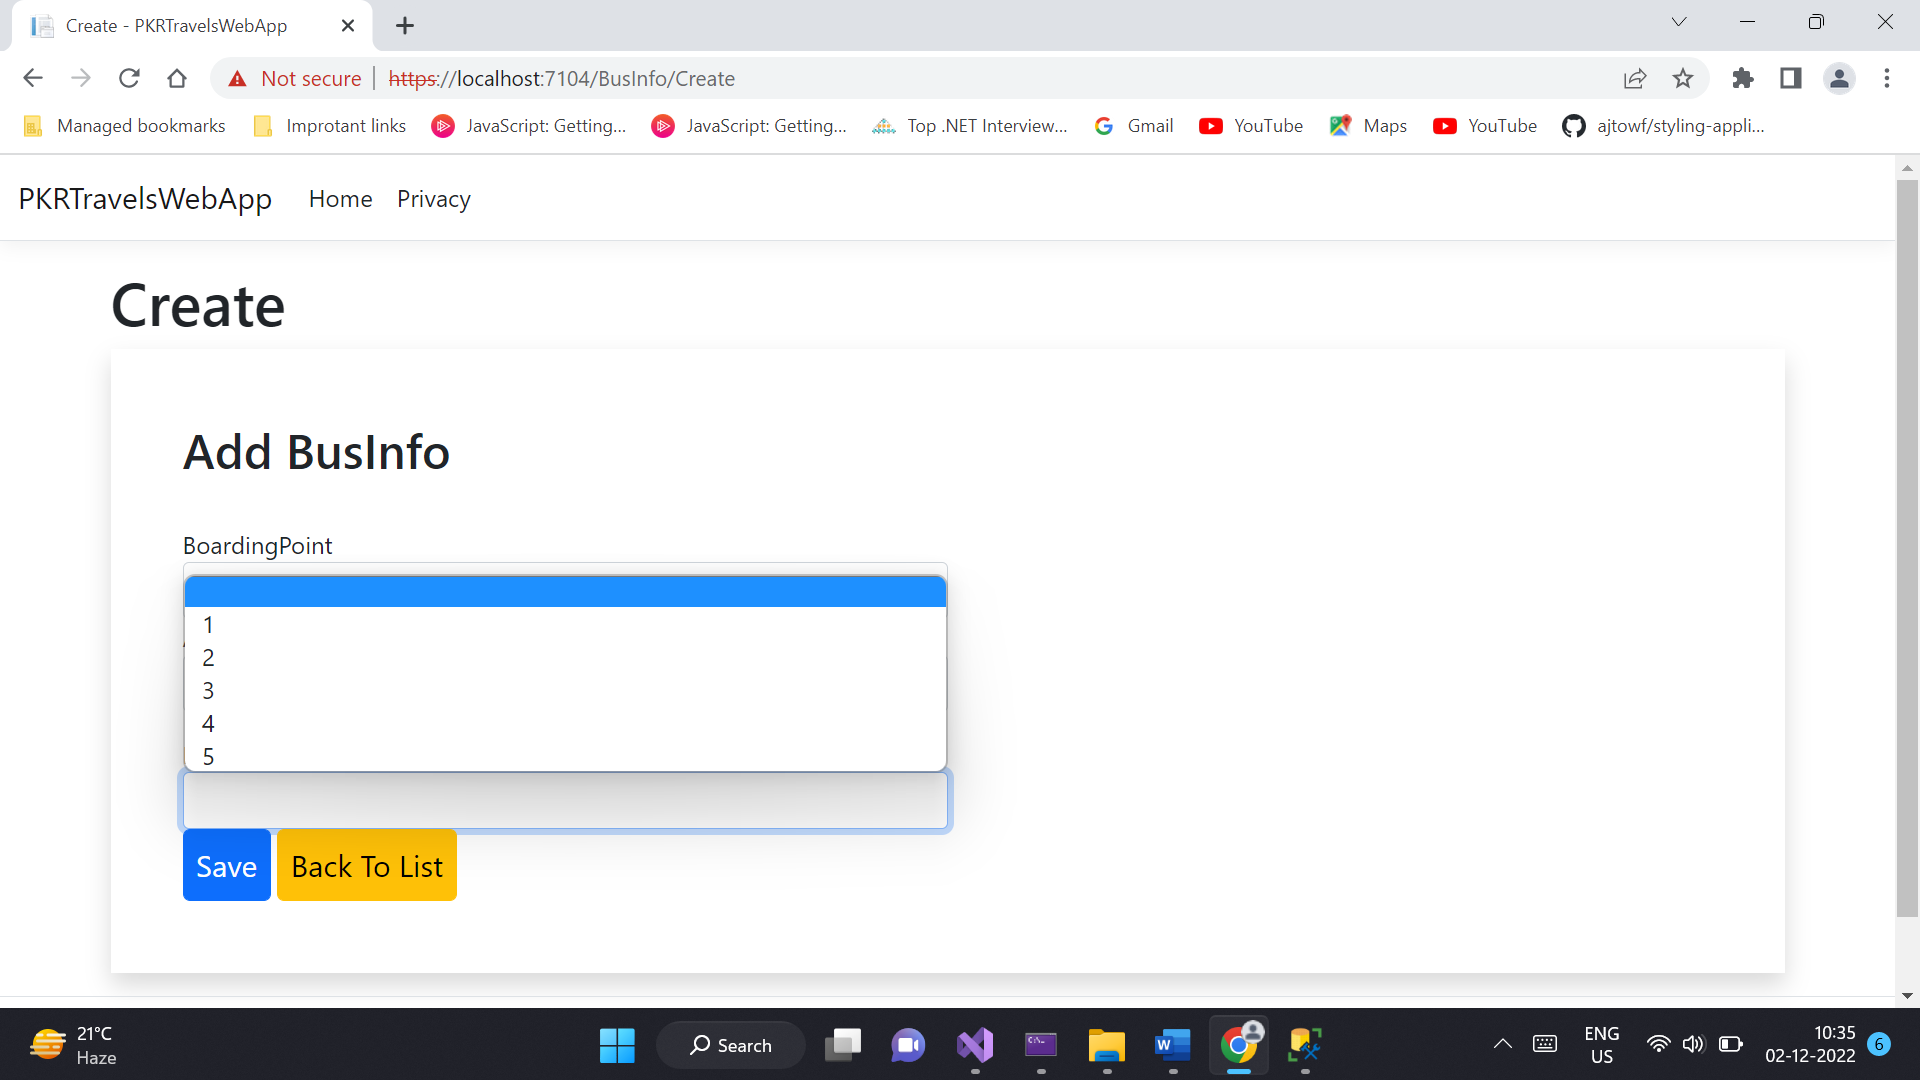 Create - PKRTravelsWebApp
Not secure https://localhost:7104/BusInfo/Create
Managed bookmarks Improtant links JavaScript: Getting... JavaScript: Getting... Top .NET Interview... Gmail YouTube Maps YouTube ajtowf/styling-appli...
PKRTravelsWebApp Home Privacy
Create
Add BusInfo
BoardingPoint
1
2
3
4
5
Save Back To List
21°C
Haze
Search
ENG
US
10:35
02-12-2022
6